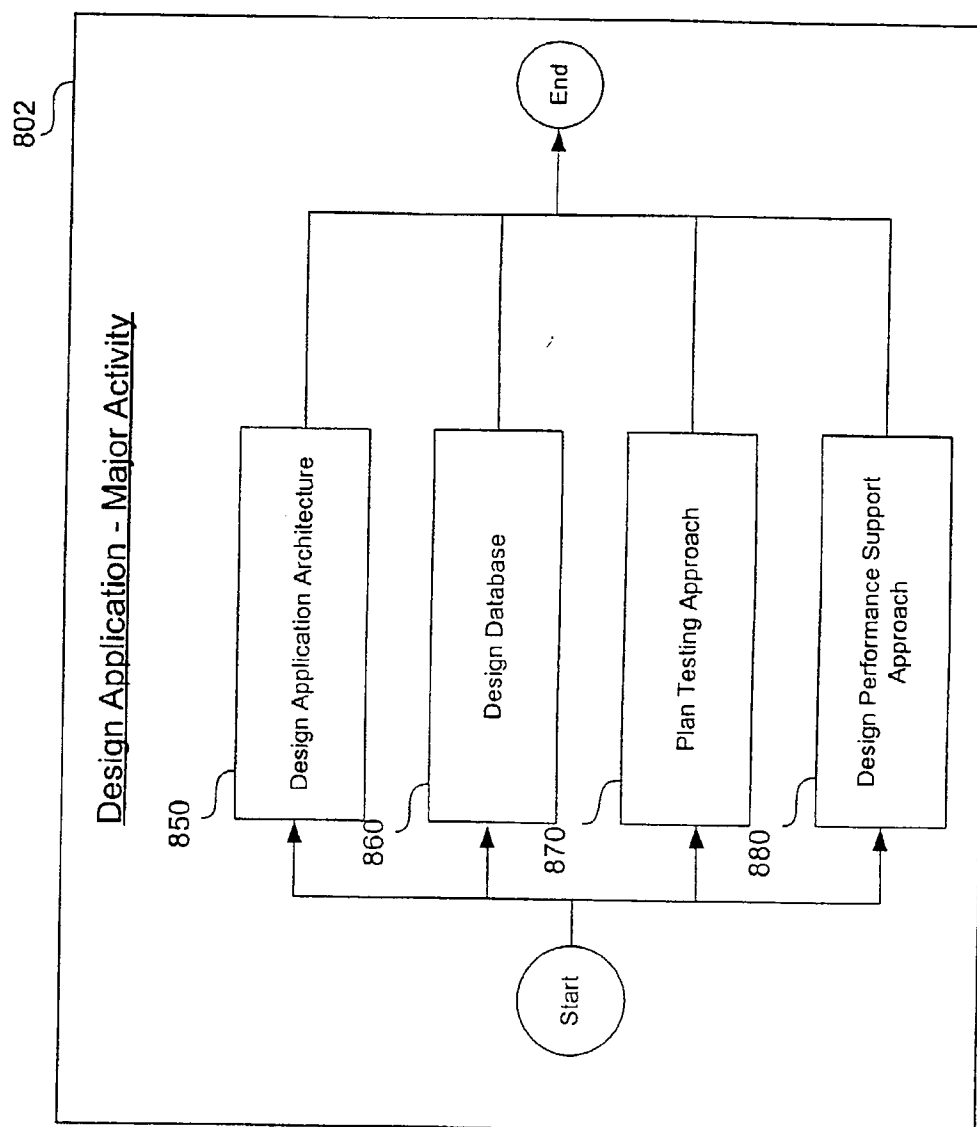 802
Design Application - Major Activity
850
Design Application Architecture
860
Design Database
870
Plan Testing Approach
880
Design Performance Support
Approach
Start
End